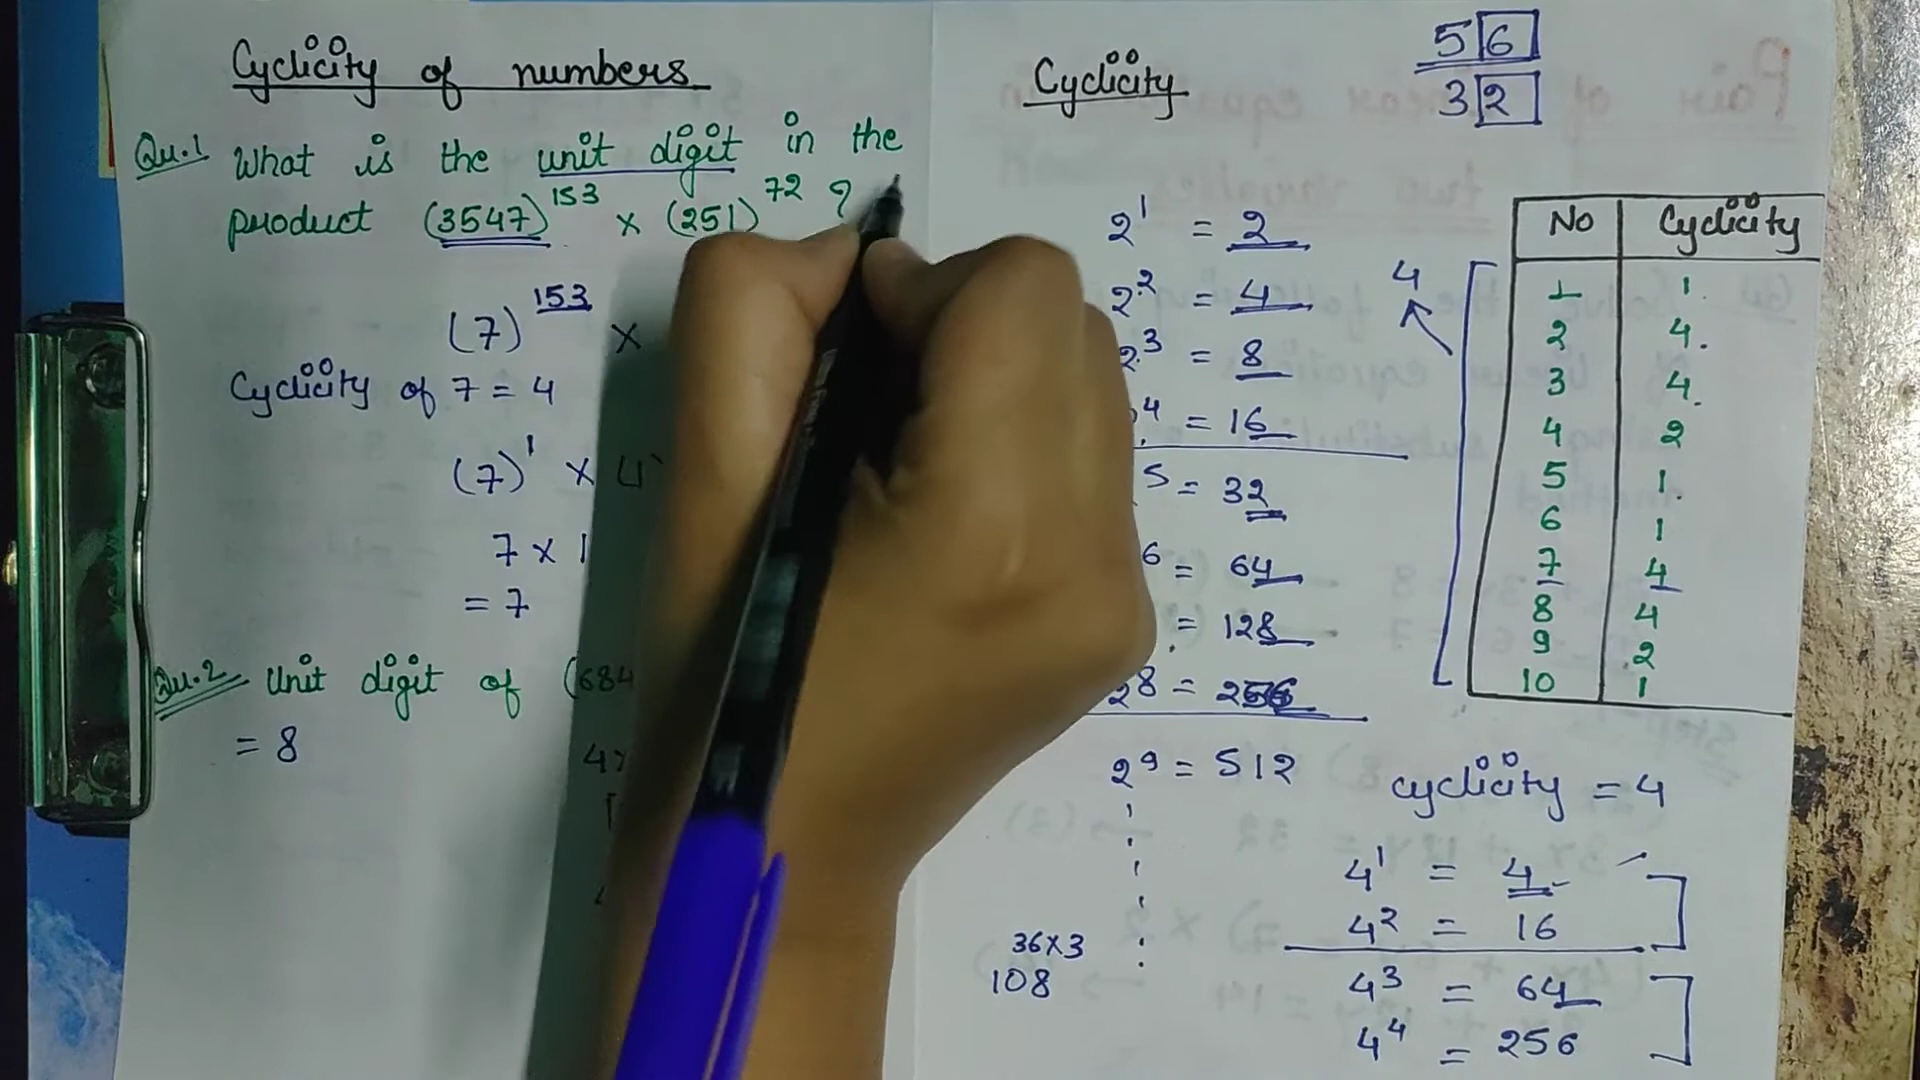 Cyclicity of numbers
Qu.1 What is the unit digit in the
product (3547)^153 × (251)^72 ?
(7)^153 ×
Cyclicity of 7 = 4
(7)^1 ×
7 × 1
= 7
Qu.2 Unit digit of (684
= 8
Cyclicity
56
32
2^1 = 2
2^2 = 4
2^3 = 8
4 = 16
5 = 32
6 = 64
= 128
2^8 = 256
2^9 = 512
36×3
108
4
No Cyclicity
1 1
2 4
3 4
4 2
5 1
6 1
7 4
8 4
9 2
10 1
cyclicity = 4
4^1 = 4
4^2 = 16
4^3 = 64
4^4 = 256